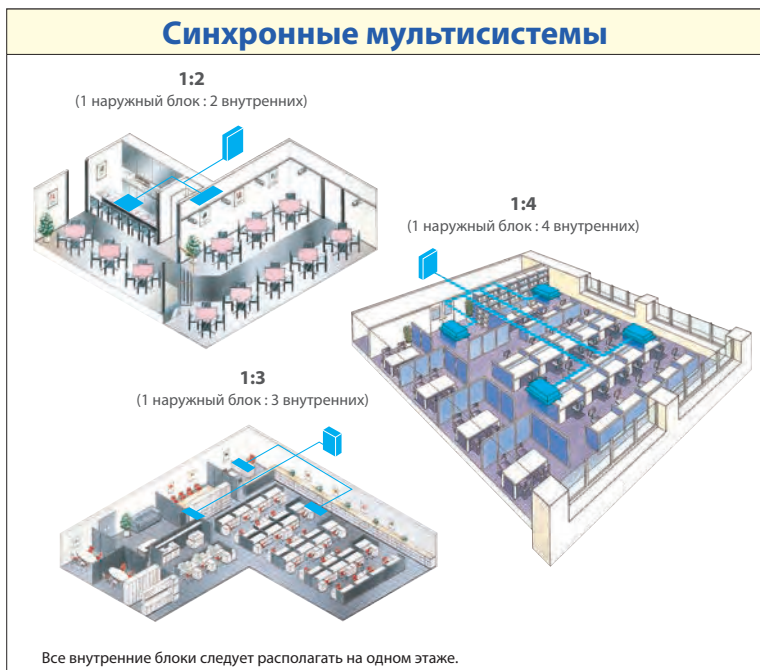 Синхронные мультисистемы
1:2
(1 наружный блок : 2 внутренних)
1:4
(1 наружный блок : 4 внутренних)
1:3
(1 наружный блок : 3 внутренних)
Все внутренние блоки следует располагать на одном этаже.